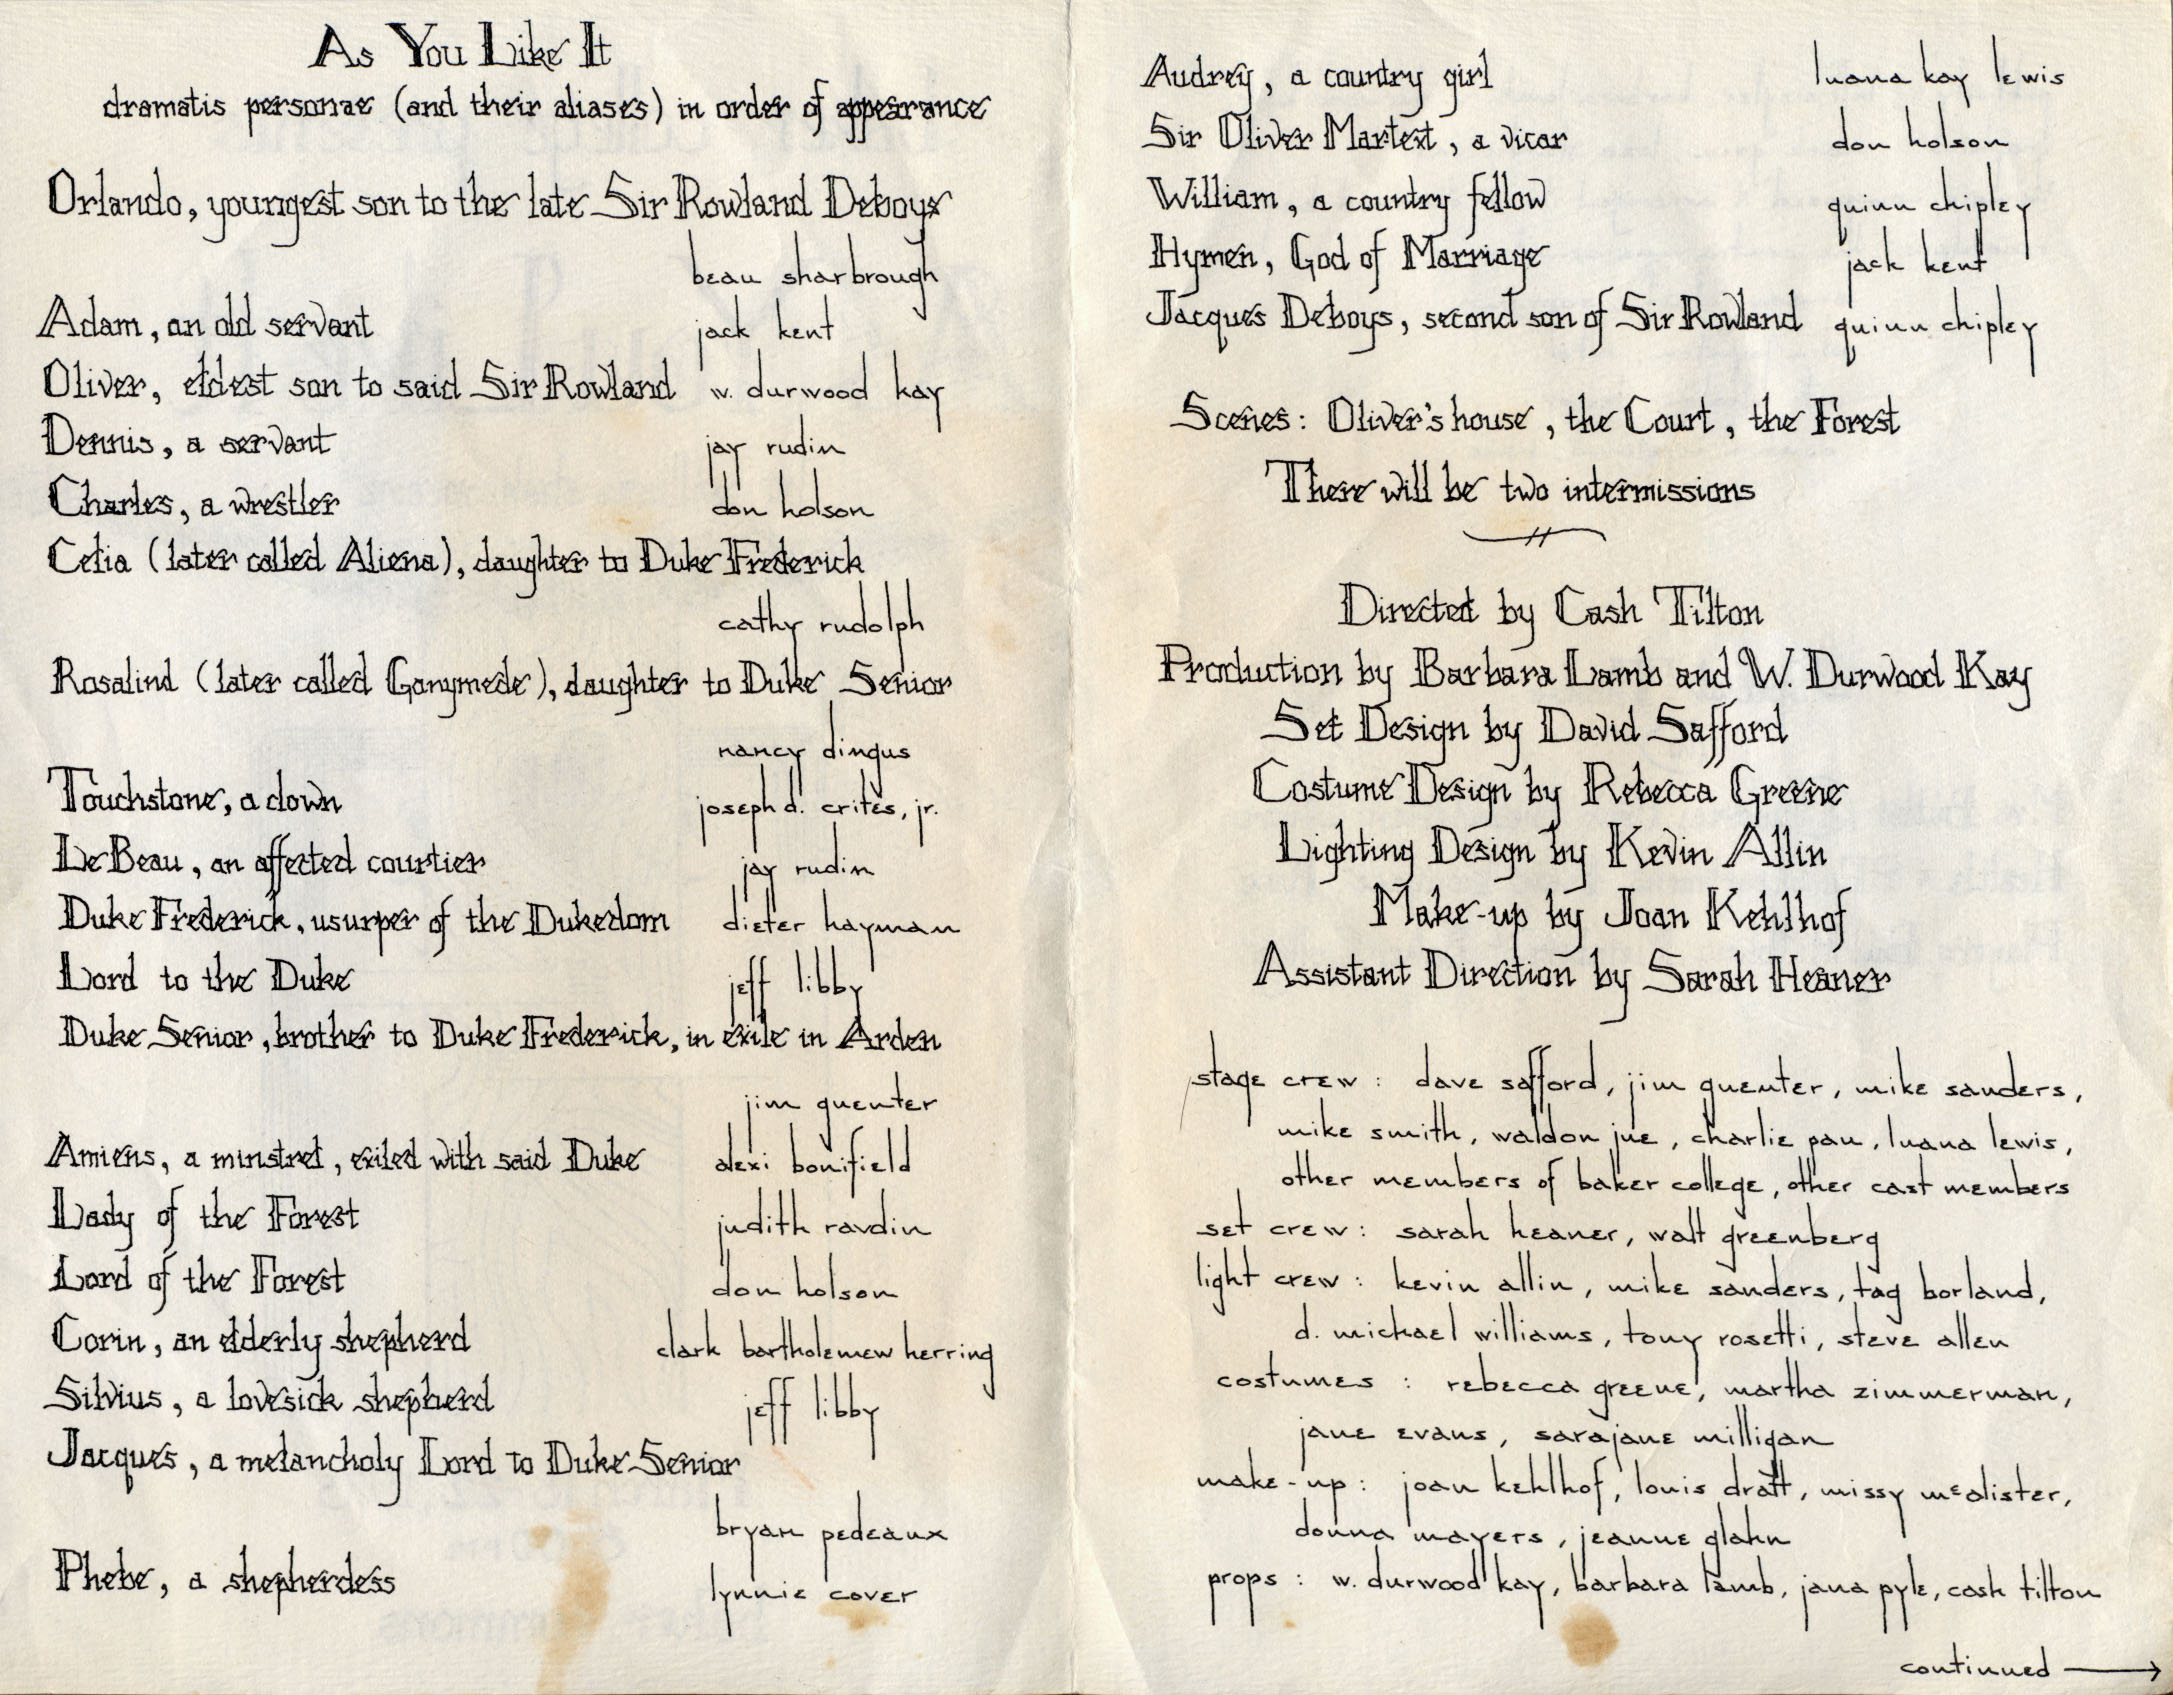 As You Like It
dramatis personae (and their aliases) in order of appearance
Orlando, youngest son to the late Sir Rowland Deboys
beau sharbrough
Adam, an old servant jack kent
Oliver, eldest son to said Sir Rowland w. durwood kay
Dennis, a servant jay rudin
Charles, a wrestler don holson
Celia (later called Aliena), daughter to Duke Frederick
cathy rudolph
Rosalind (later called Ganymede), daughter to Duke Senior
nancy dingus
Touchstone, a clown joseph d. crites, jr.
Le Beau, an affected courtier jay rudin
Duke Frederick, usurper of the Dukedom dieter hayman
Lord to the Duke jeff libby
Duke Senior, brother to Duke Frederick, in exile in Arden
jim quenter
Amiens, a minstrel, exiled with said Duke alexi bonifield
Lady of the Forest judith ravdin
Lord of the Forest don holson
Corin, an elderly shepherd clark bartholemew herring
Silvius, a lovesick shepherd jeff libby
Jacques, a melancholy Lord to Duke Senior
bryan pedeaux
Phebe, a shepherdess lynnie cover
Audrey, a country girl luana kay lewis
Sir Oliver Martext, a vicar don holson
William, a country fellow quinn chipley
Hymen, God of Marriage jack kent
Jacques Deboys, second son of Sir Rowland quinn chipley
Scenes: Oliver's house, the Court, the Forest
There will be two intermissions
Directed by Cash Tilton
Production by Barbara Lamb and W. Durwood Kay
Set Design by David Safford
Costume Design by Rebecca Greene
Lighting Design by Kevin Allin
Make-up by Joan Kehlhof
Assistant Direction by Sarah Heaner
stage crew: dave safford, jim quenter, mike sanders,
mike smith, waldon jue, charlie pau, luana lewis,
other members of baker college, other cast members
set crew: sarah heaner, walt greenberg
light crew: kevin allin, mike sanders, tag borland,
d. michael williams, tony rosetti, steve allen
costumes: rebecca greene, martha zimmerman,
jane evans, sarajane milligan
make-up: joan kehlhof, louis dratt, missy mcalister,
donna mayers, jeanne glahn
props: w. durwood kay, barbara lamb, jana pyle, cash tilton
continued →